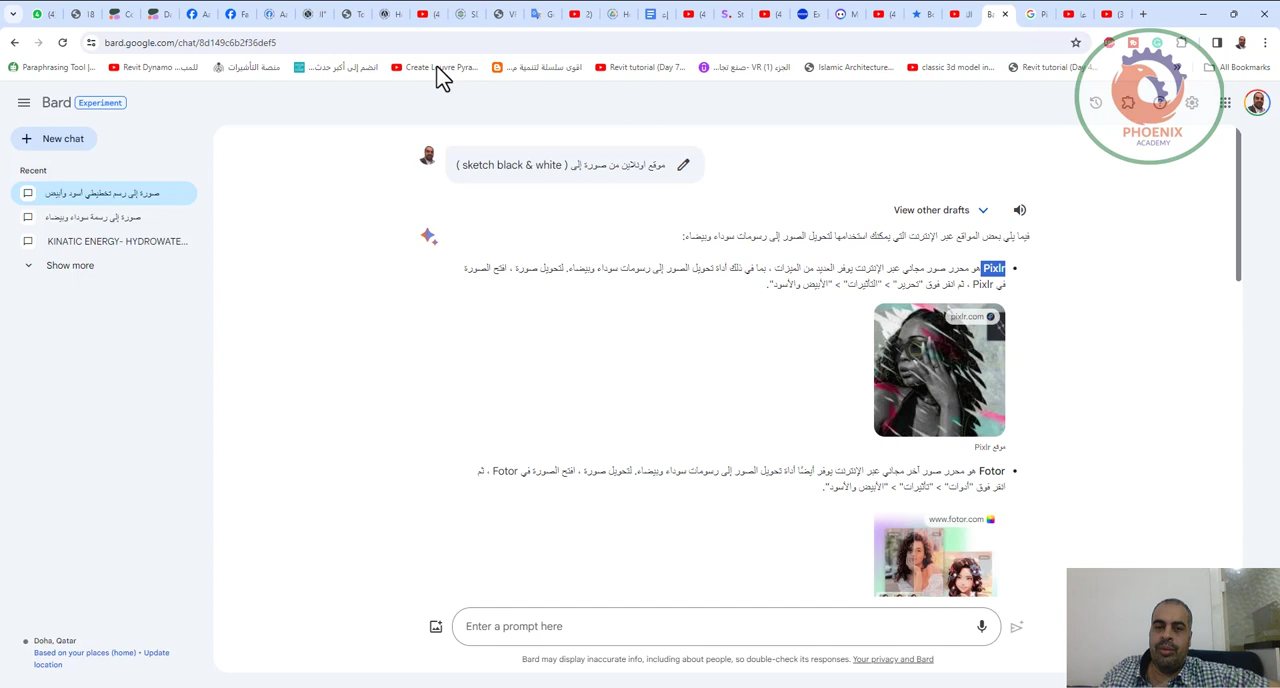 bard.google.com/chat/8d149c6b2f36def5
Paraphrasing Tool |...
Revit Dynamo للمب...
منصة التأشيرات
انضم إلي أكبر حدث...
اقوى سلسلة لتنمية ...
Revit tutorial (Day 7...
الجزء (1) VR -صنع تجا...
Islamic Architecture...
classic 3d model in...
Revit tutorial (Day 4...
All Bookmarks
Bard Experiment
PHOENIX
ACADEMY
New chat
Recent
صورة إلى رسم تخطيطي أسود وأبيض
صورة إلى رسمة سوداء وبيضاء
KINATIC ENERGY- HYDROWATE...
Show more
موقع اونلاين من صورة إلى ( sketch black & white )
View other drafts
فيما يلي بعض المواقع عبر الإنترنت التي يمكنك استخدامها لتحويل الصور إلى رسومات سوداء وبيضاء:
Pixlr هو محرر صور مجاني عبر الإنترنت يوفر العديد من الميزات ، بما في ذلك أداة تحويل الصور إلى رسومات سوداء وبيضاء. لتحويل صورة ، افتح الصورة
في Pixlr ، ثم انقر فوق "تحرير" > "التأثيرات" > "الأبيض والأسود".
pixlr.com
موقع Pixlr
Fotor هو محرر صور آخر مجاني عبر الإنترنت يوفر أيضًا أداة تحويل الصور إلى رسومات سوداء وبيضاء. لتحويل صورة ، افتح الصورة في Fotor ، ثم
انقر فوق "أدوات" > "تأثيرات" > "الأبيض والأسود".
www.fotor.com
Enter a prompt here
Bard may display inaccurate info, including about people, so double-check its responses. Your privacy and Bard
Doha, Qatar
Based on your places (home) • Update
location